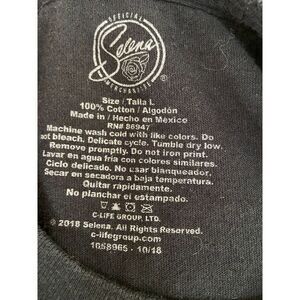 OFFICIAL
Selena
MERCHANDISE
®
Size / Talla L
100% Cotton / Algodón
Made in / Hecho en Mexico
RN# 86947
Machine wash cold with like colors. Do
not bleach. Delicate cycle. Tumble dry low.
Remove promptly. Do not iron print.
Lavar en agua fria con colores similares.
Ciclo delicado. No usar blanqueador.
Secar en secadora a baja temperatura.
Quitar rápidamente.
No planchar el estampado.
C-LIFE GROUP, LTD.
© 2018 Selena. All Rights Reserved.
c-lifegroup.com
1058965 - 10/18